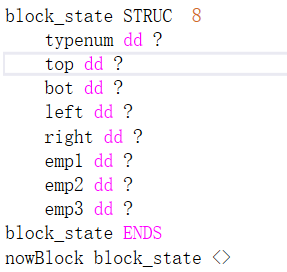 block_state STRUC 8
typenum dd ?
top dd ?
bot dd ?
left dd ?
right dd ?
emp1 dd ?
emp2 dd ?
emp3 dd ?
block_state ENDS
nowBlock block_state <>